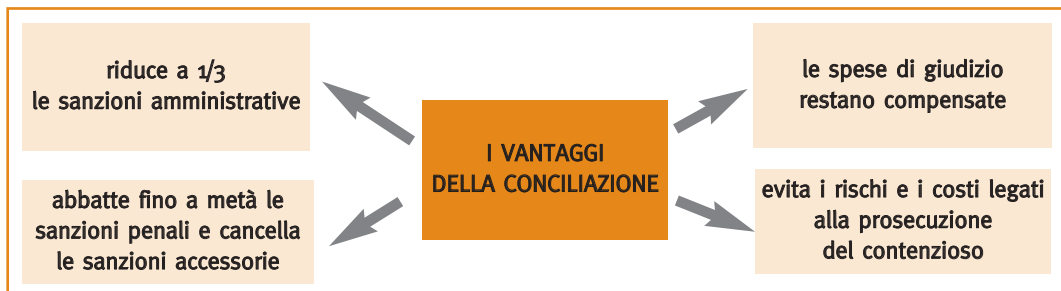 riduce a 1/3
le sanzioni amministrative
le spese di giudizio
restano compensate
I VANTAGGI
DELLA CONCILIAZIONE
abbatte fino a metà le
sanzioni penali e cancella
le sanzioni accessorie
evita i rischi e i costi legati
alla prosecuzione
del contenzioso